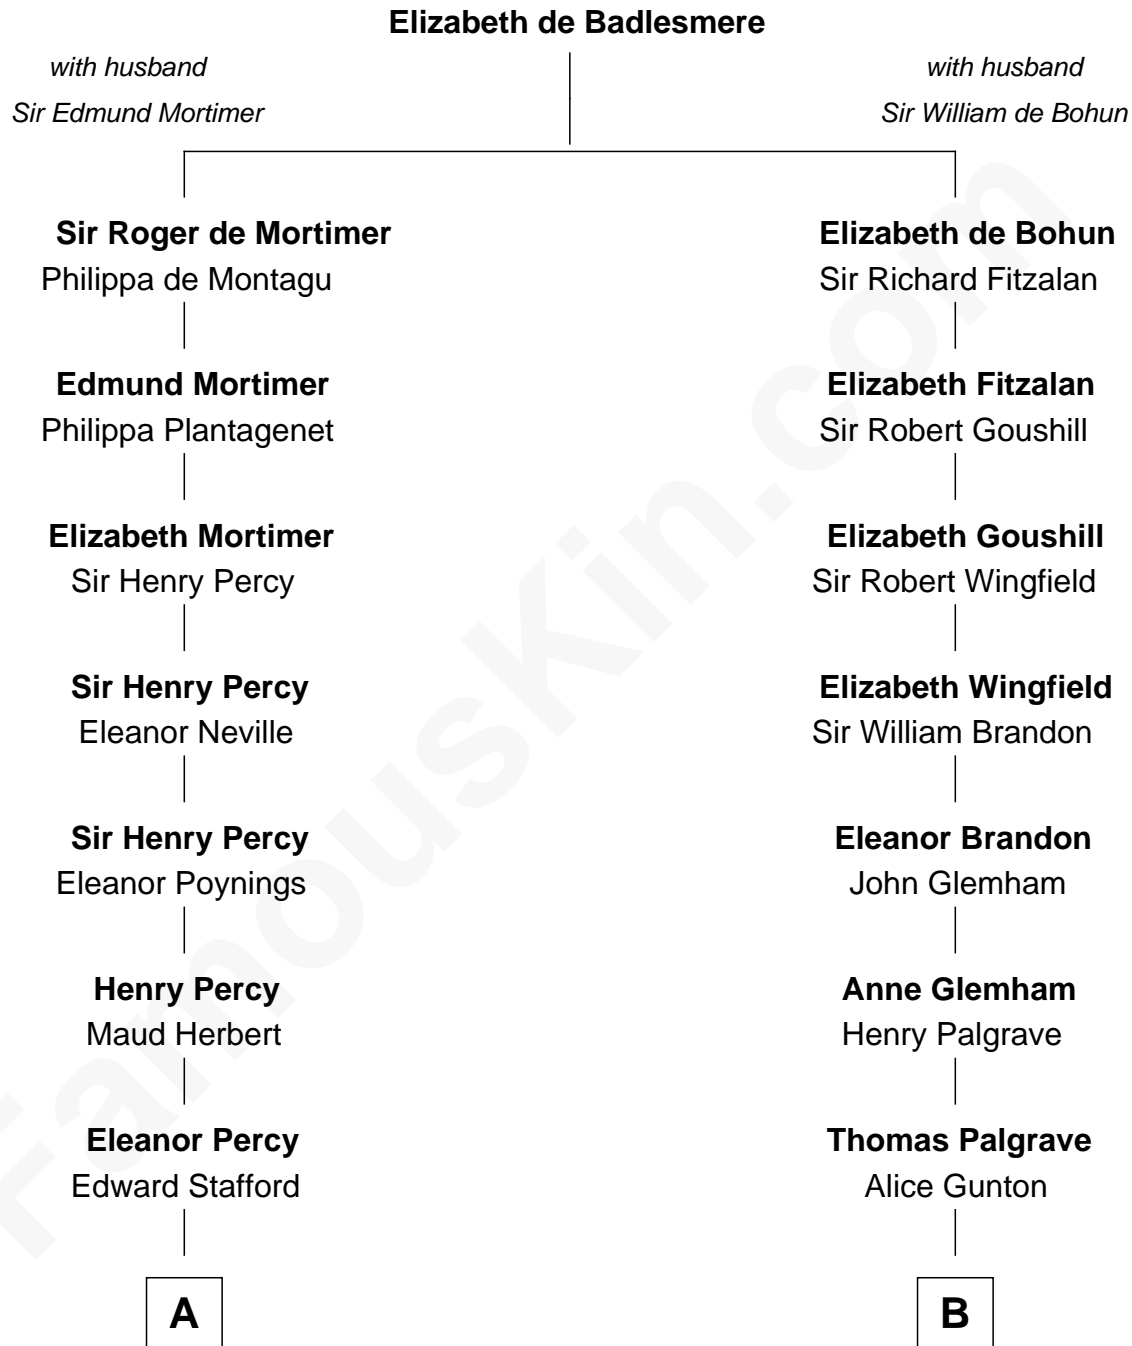 Elizabeth de Badlesmere
with husband
Sir Edmund Mortimer
with husband
Sir William de Bohun
Sir Roger de Mortimer
Philippa de Montagu
Elizabeth de Bohun
Sir Richard Fitzalan
Edmund Mortimer
Philippa Plantagenet
Elizabeth Fitzalan
Sir Robert Goushill
Elizabeth Mortimer
Sir Henry Percy
Elizabeth Goushill
Sir Robert Wingfield
Sir Henry Percy
Eleanor Neville
Elizabeth Wingfield
Sir William Brandon
Sir Henry Percy
Eleanor Poynings
Eleanor Brandon
John Glemham
Henry Percy
Maud Herbert
Anne Glemham
Henry Palgrave
Eleanor Percy
Edward Stafford
Thomas Palgrave
Alice Gunton
A
B
FamousKin.com